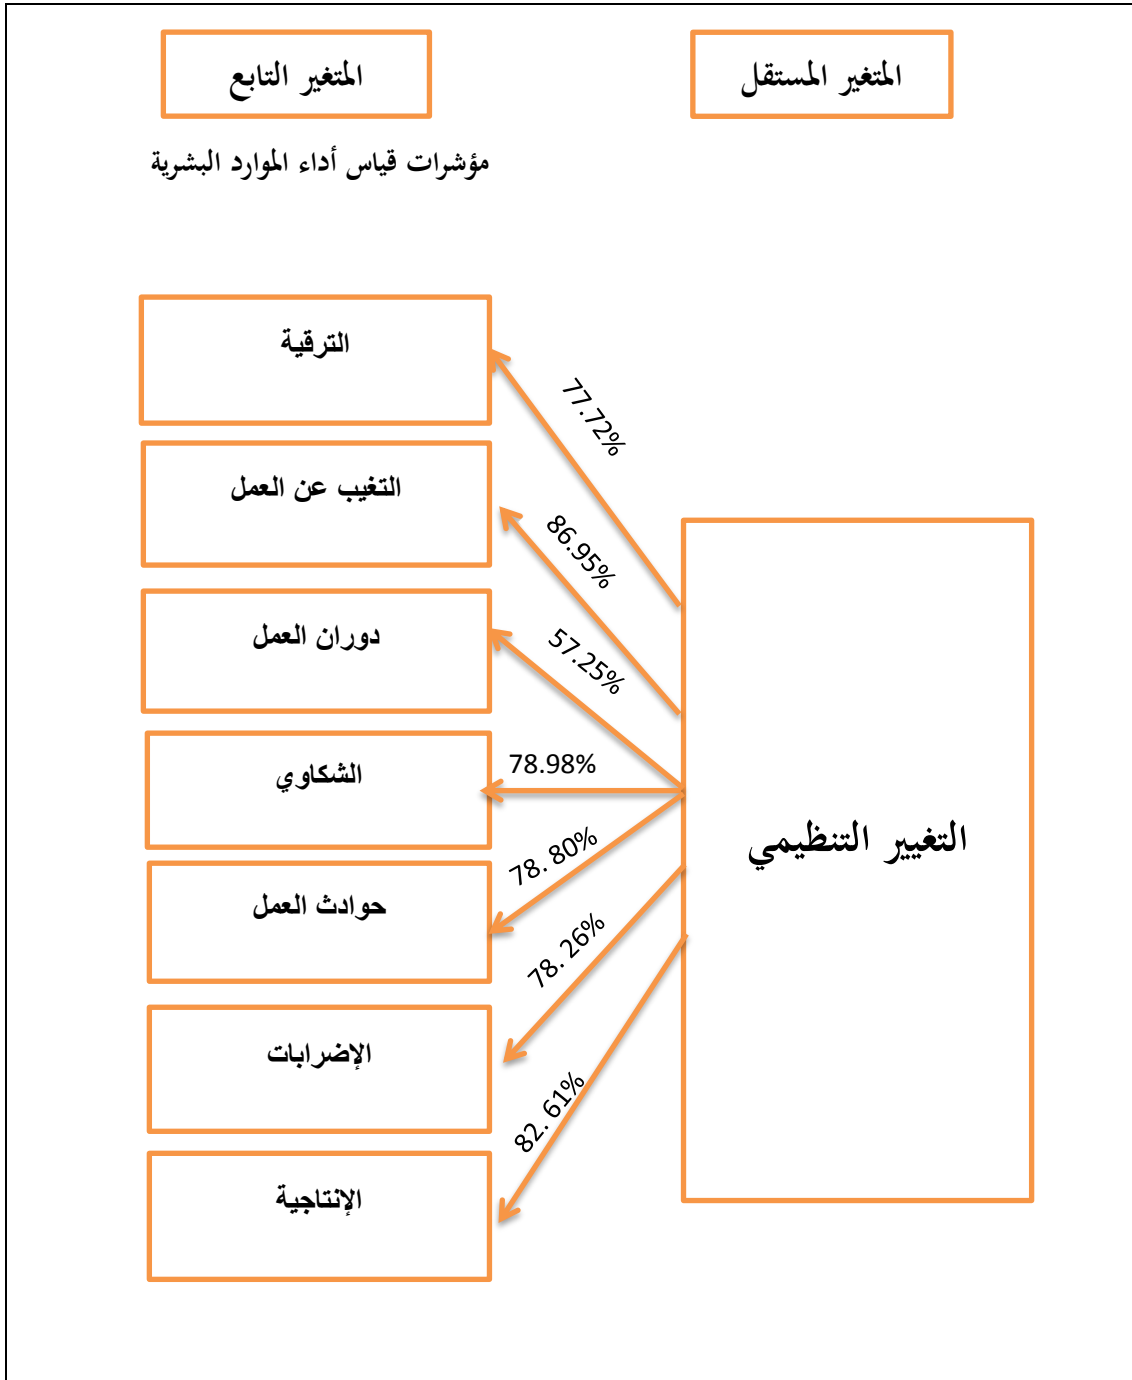 المتغير المستقل
المتغير التابع
مؤشرات قياس أداء الموارد البشرية
الترقية
77.72%
التغيب عن العمل
86.95%
دوران العمل
57.25%
الشكاوي
78.98%
التغيير التنظيمي
حوادث العمل
78. 80%
الإضرابات
78. 26%
الإنتاجية
82. 61%